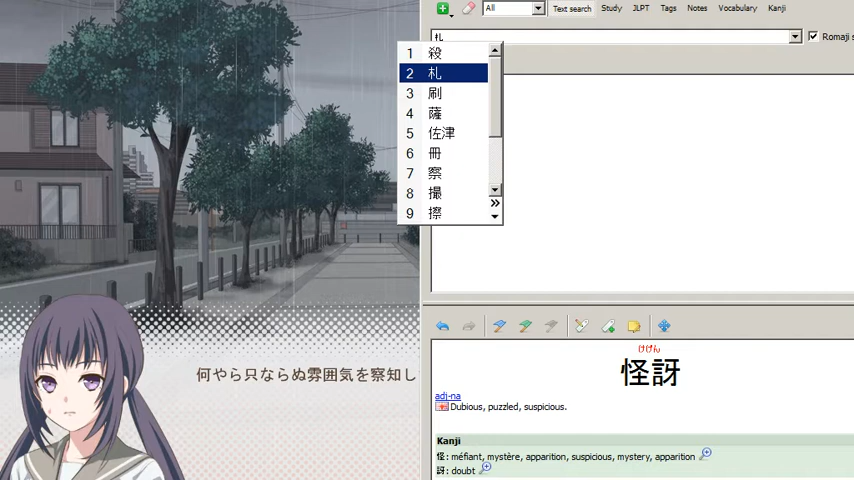 All
Text search
Study
JLPT
Tags
Notes
Vocabulary
Kanji
札
Romaji s
1 殺
2 札
3 刷
4 薩
5 佐津
6 冊
7 察
8 撮
9 擦
何やら只ならぬ雰囲気を察知し
けげん
怪訝
adj-na
Dubious, puzzled, suspicious.
Kanji
怪: méfiant, mystère, apparition, suspicious, mystery, apparition
訝: doubt